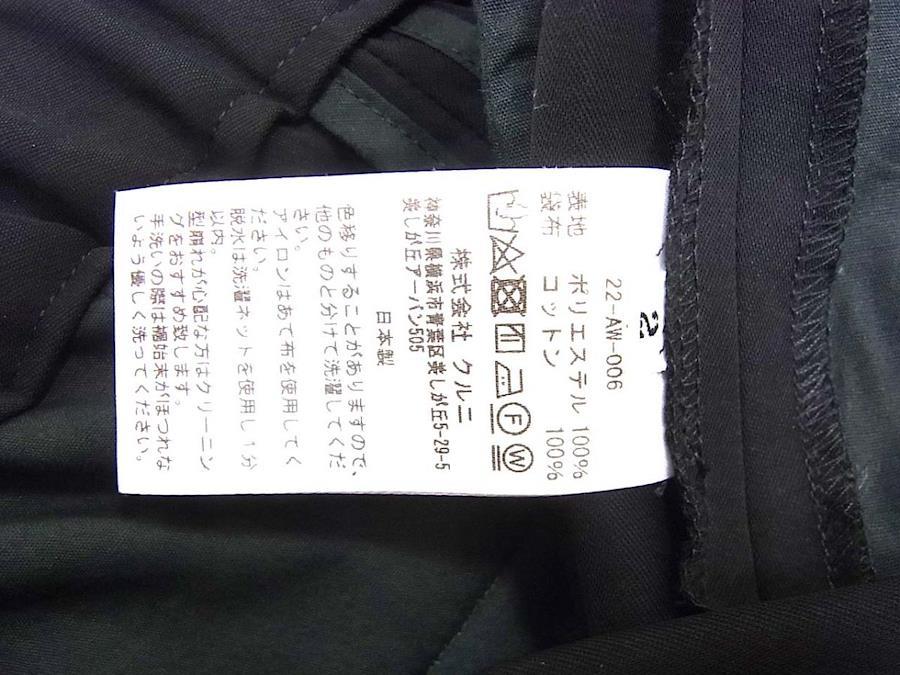 2
22-AW-006
表地 ポリエステル 100%
袋布 コットン 100%
F W
株式会社 クルニ
神奈川県横浜市青葉区美しが丘5-29-5
美しが丘アーバン505
日本製
色移りすることがありますので、
他のものと分けて洗濯してくだ
さい。
アイロンはあて布を使用してく
ださい。
脱水は洗濯ネットを使用し1分
以内。
型崩れが心配な方はクリーニン
グをおすすめ致します。
手洗いの際は糊始末がほつれな
いよう優しく洗ってください。